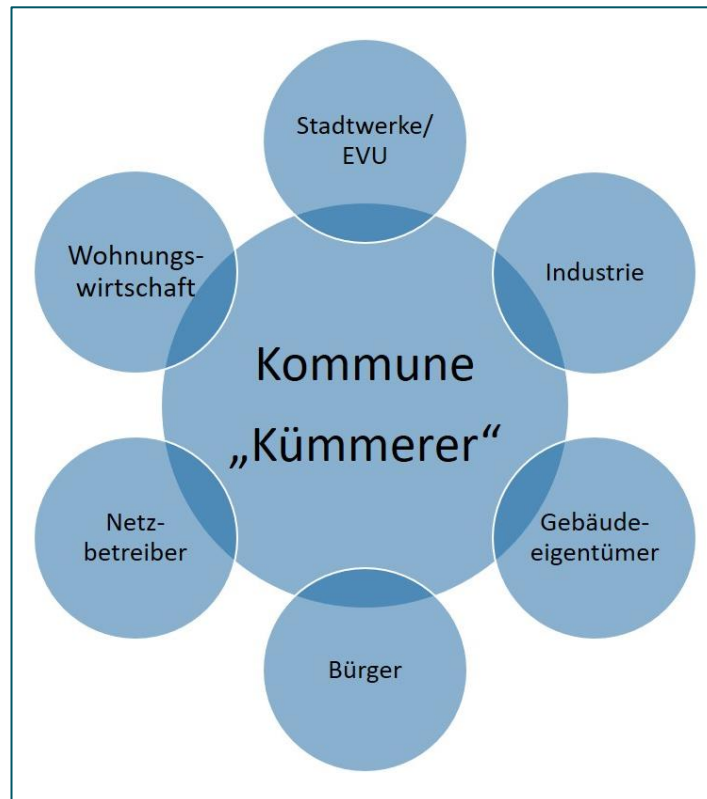 Stadtwerke/
EVU
Wohnungs-
wirtschaft
Industrie
Kommune
„Kümmerer“
Netz-
betreiber
Gebäude-
eigentümer
Bürger